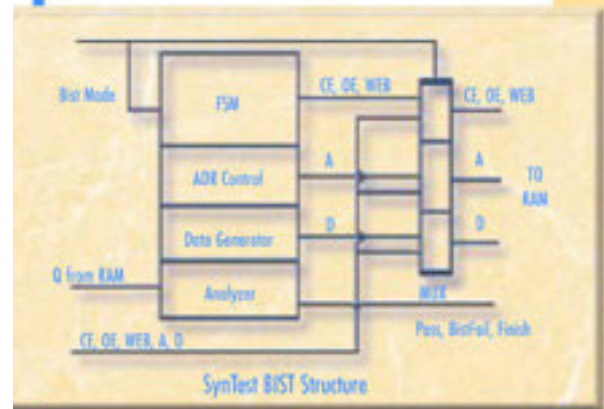 Bist Mode
FSM
CE, OE, WEB
CE, OE, WEB
ADR Control
A
A
TO
RAM
Data Generator
D
D
Q from RAM
Analyzer
MUX
Pass, BistFail, Finish
CE, OE, WEB, A, D
SynTest BIST Structure